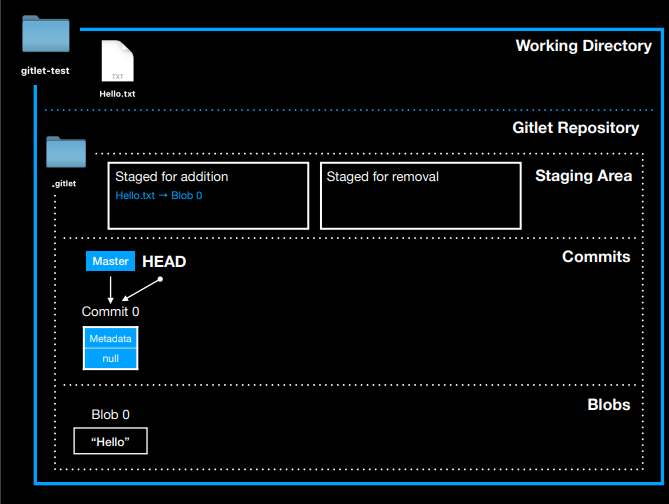 Working Directory
gitlet-test
TXT
Hello.txt
Gitlet Repository
.gitlet
Staged for addition
Hello.txt → Blob 0
Staged for removal
Staging Area
Master
HEAD
Commits
Commit 0
Metadata
null
Blobs
Blob 0
“Hello”